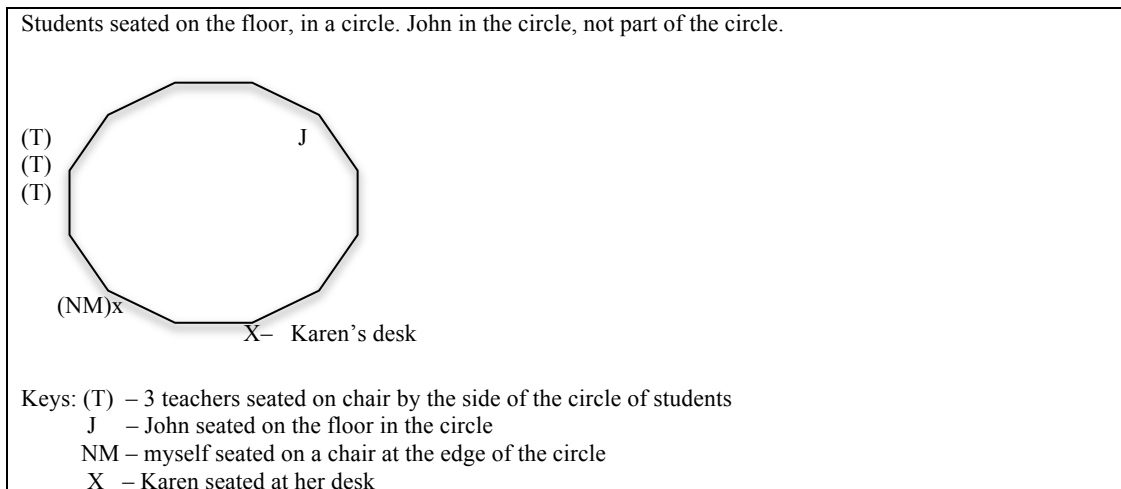 Students seated on the floor, in a circle. John in the circle, not part of the circle.
(T) J
(T)
(T)
(NM)x
X– Karen’s desk
Keys: (T) – 3 teachers seated on chair by the side of the circle of students
J – John seated on the floor in the circle
NM – myself seated on a chair at the edge of the circle
X – Karen seated at her desk